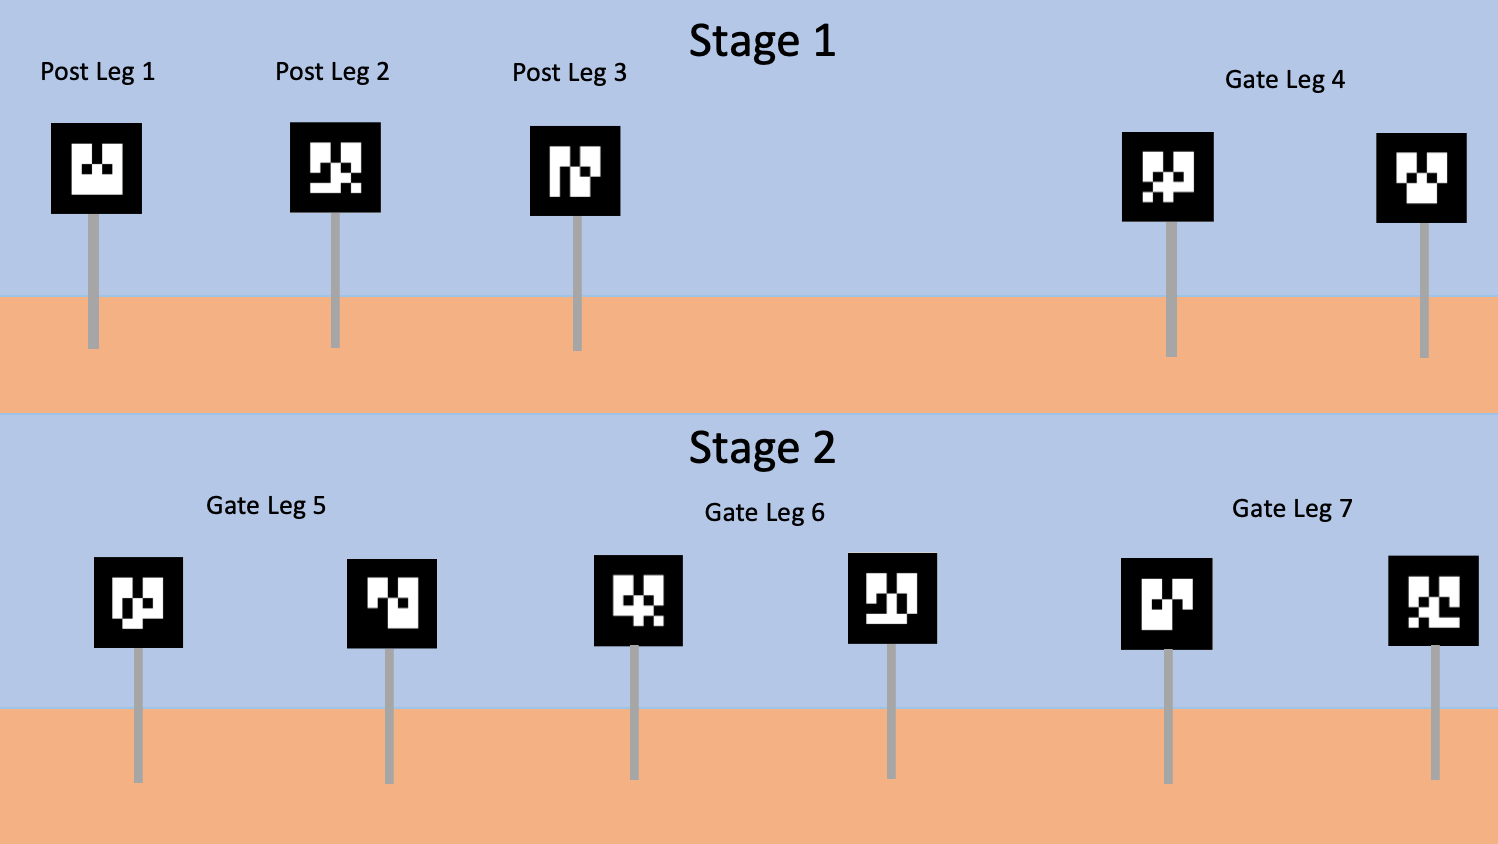 Stage 1
Post Leg 1
Post Leg 2
Post Leg 3
Gate Leg 4
Stage 2
Gate Leg 5
Gate Leg 6
Gate Leg 7